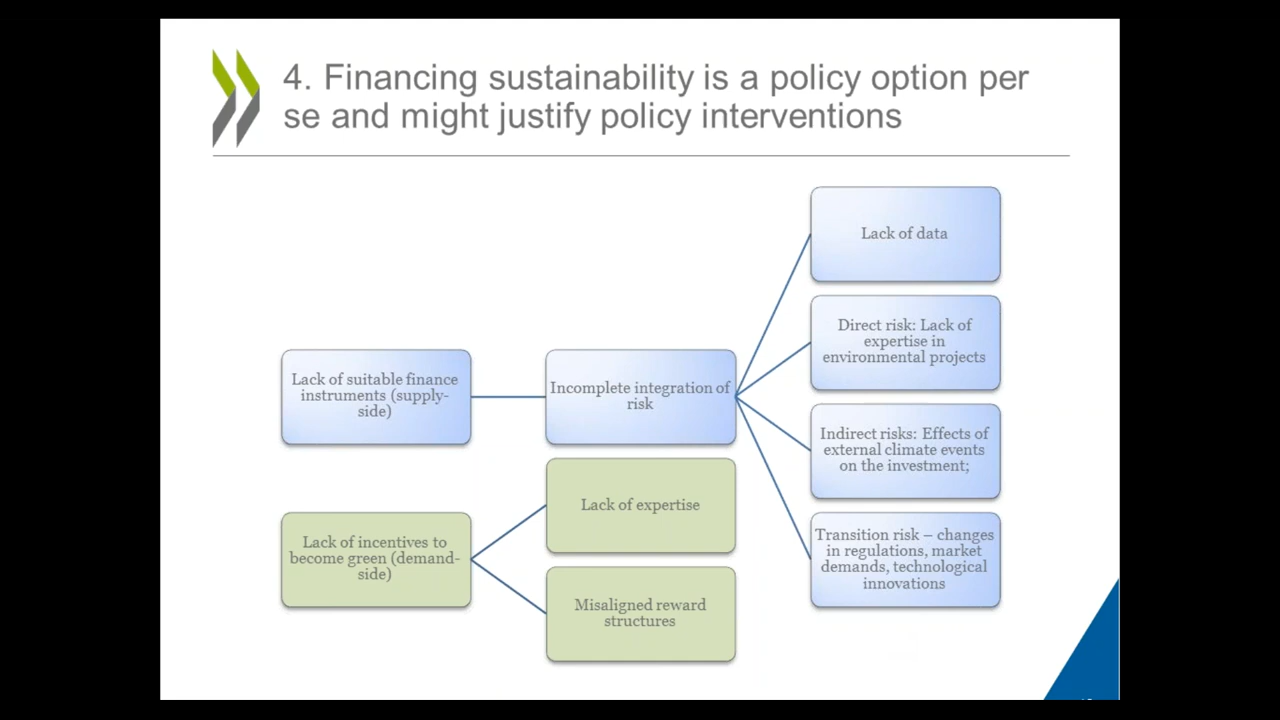 4. Financing sustainability is a policy option per
se and might justify policy interventions
Lack of suitable finance
instruments (supply-
side)
Incomplete integration of
risk
Lack of data
Direct risk: Lack of
expertise in
environmental projects
Indirect risks: Effects of
external climate events
on the investment;
Transition risk – changes
in regulations, market
demands, technological
innovations
Lack of incentives to
become green (demand-
side)
Lack of expertise
Misaligned reward
structures